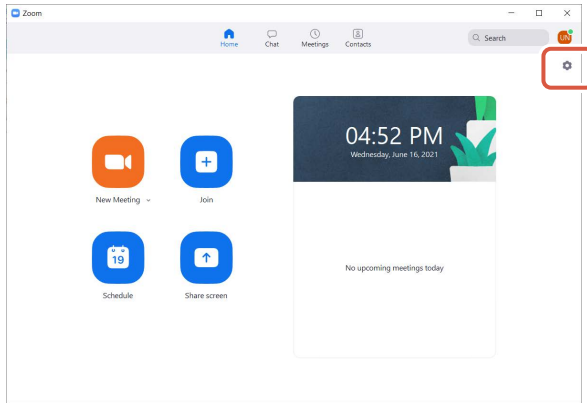 Zoom
Home
Chat
Meetings
Contacts
Search
UN
04:52 PM
Wednesday, June 16, 2021
New Meeting
Join
19
Schedule
Share screen
No upcoming meetings today